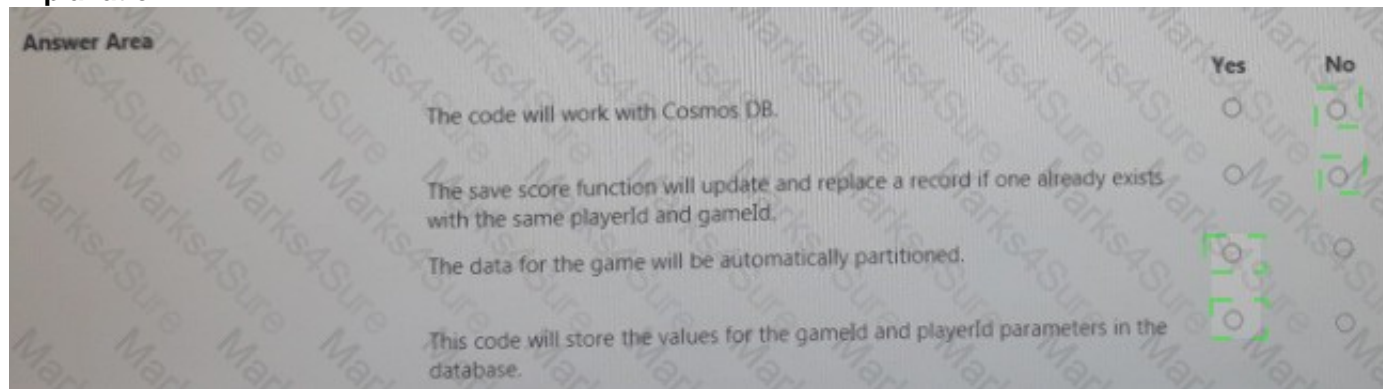 Answer Area
Yes No
The code will work with Cosmos DB.
The save score function will update and replace a record if one already exists
with the same playerId and gameId.
The data for the game will be automatically partitioned.
This code will store the values for the gameId and playerId parameters in the
database.
Marks4Sure